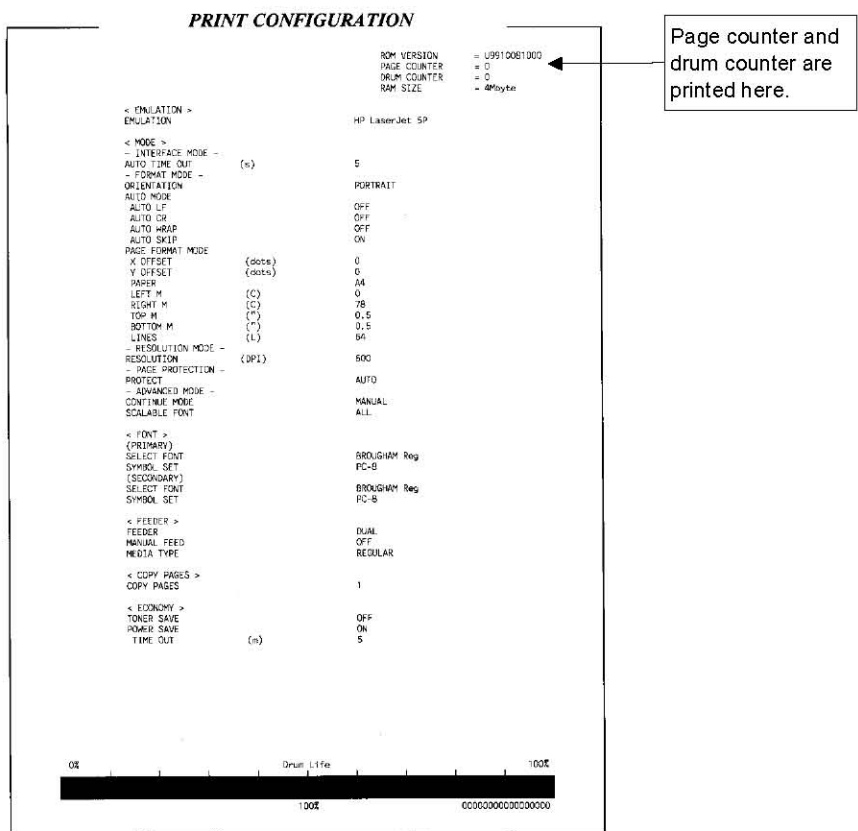 PRINT CONFIGURATION
Page counter and
drum counter are
printed here.
ROM VERSION = U9910081000
PAGE COUNTER = 0
DRUM COUNTER = 0
RAM SIZE = 4Mbyte
< EMULATION >
EMULATION HP LaserJet 5P
< MODE >
- INTERFACE MODE -
AUTO TIME OUT (s) 5
- FORMAT MODE -
ORIENTATION PORTRAIT
AUTO MODE
AUTO LF OFF
AUTO CR OFF
AUTO WRAP OFF
AUTO SKIP ON
PAGE FORMAT MODE
X OFFSET (dots) 0
Y OFFSET (dots) 0
PAPER A4
LEFT M (C) 0
RIGHT M (C) 78
TOP M (") 0.5
BOTTOM M (") 0.5
LINES (L) 64
- RESOLUTION MODE -
RESOLUTION (DPI) 600
- PAGE PROTECTION -
PROTECT AUTO
- ADVANCED MODE -
CONTINUE MODE MANUAL
SCALABLE FONT ALL
< FONT >
(PRIMARY)
SELECT FONT BROUGHAM Reg
SYMBOL SET PC-8
(SECONDARY)
SELECT FONT BROUGHAM Reg
SYMBOL SET PC-8
< FEEDER >
FEEDER DUAL
MANUAL FEED OFF
MEDIA TYPE REGULAR
< COPY PAGES >
COPY PAGES 1
< ECONOMY >
TONER SAVE OFF
POWER SAVE ON
TIME OUT (m) 5
0% Drum Life 100%
100% 0000000000000000